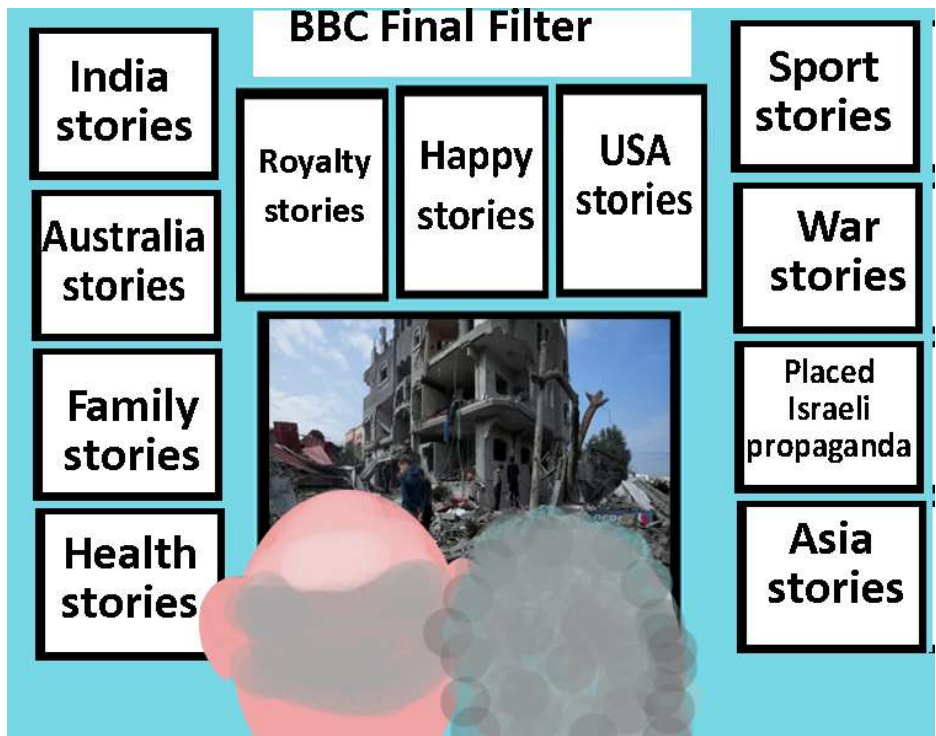 BBC Final Filter
India
stories
Royalty
stories
Happy
stories
USA
stories
Sport
stories
Australia
stories
War
stories
Family
stories
Placed
Israeli
propaganda
Health
stories
Asia
stories